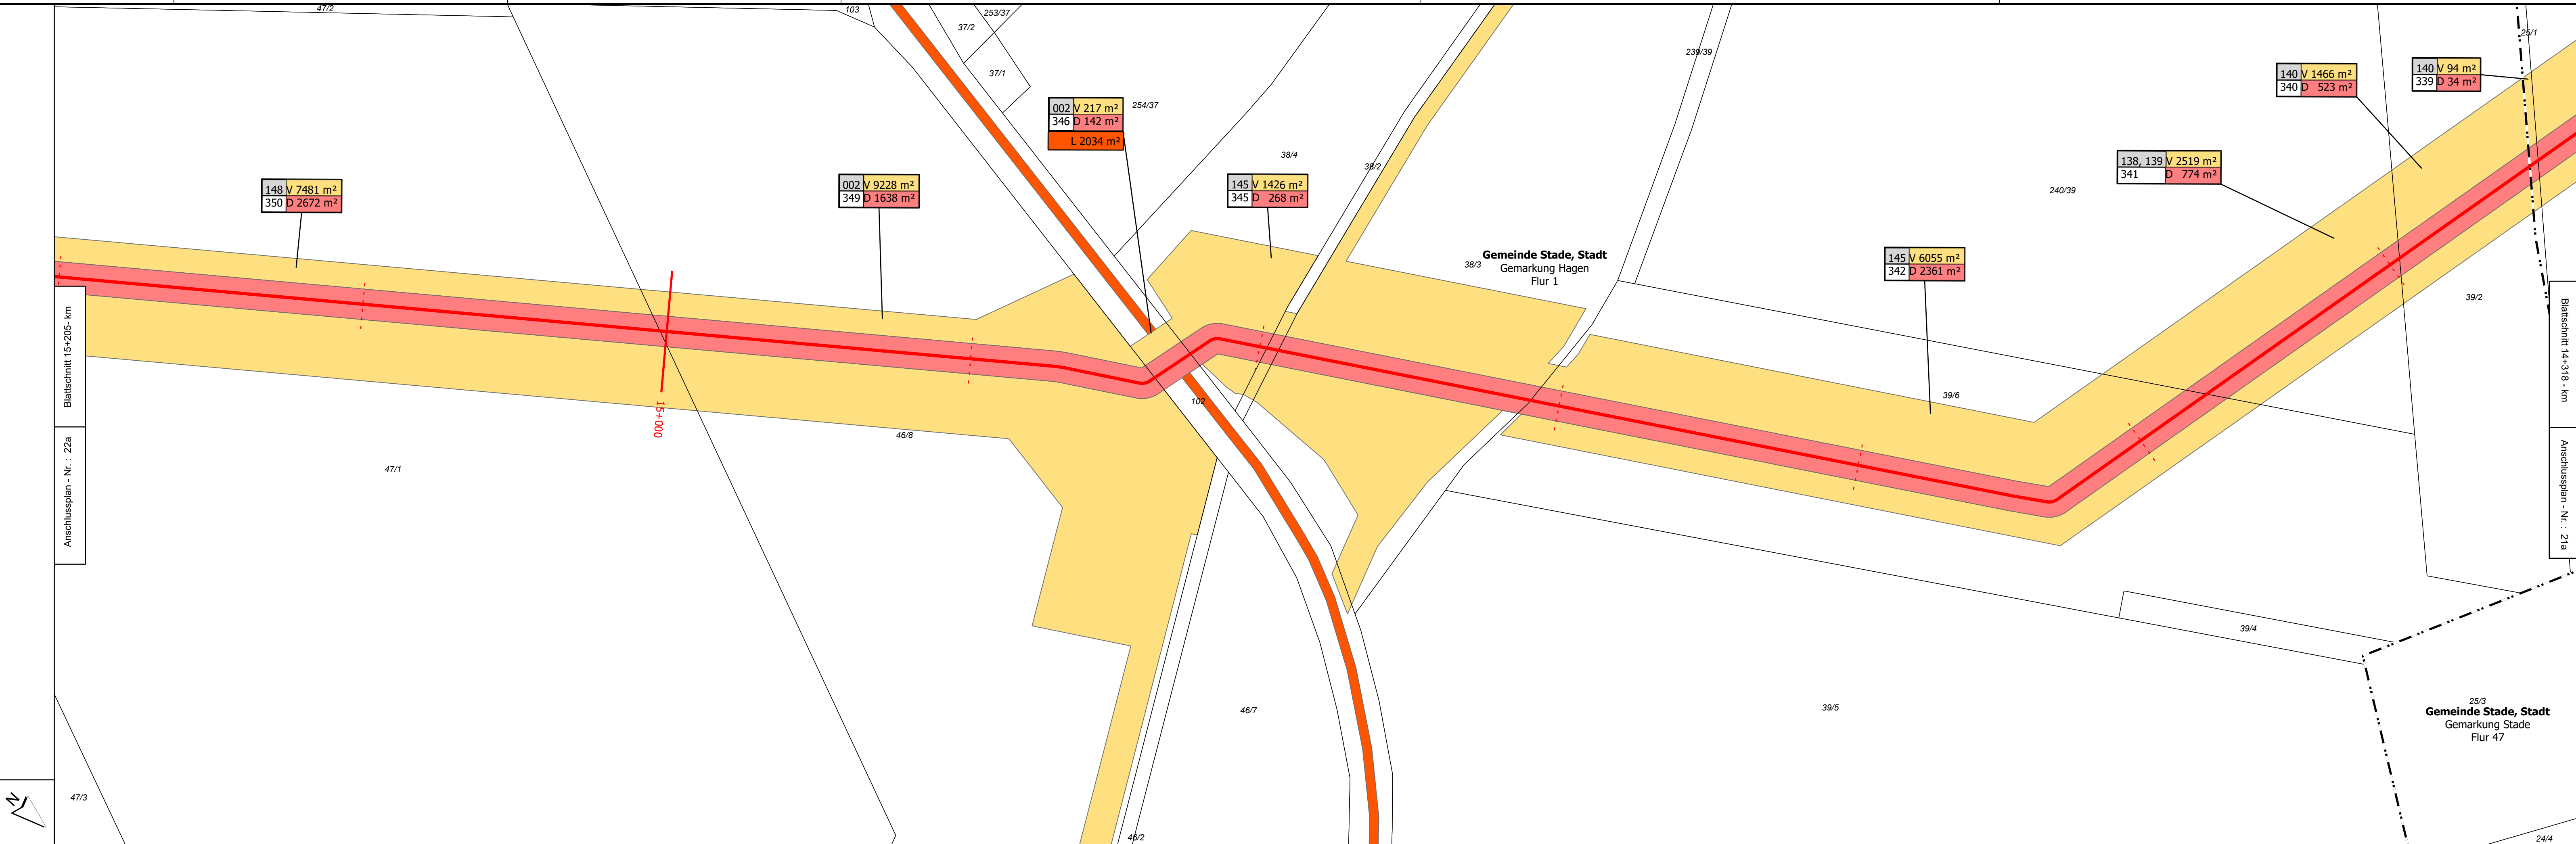 47/2
103
253/37
37/2
37/1
239/39
25/1
140 V 1466 m²
340 D 523 m²
140 V 94 m²
339 D 34 m²
002 V 217 m²
346 D 142 m²
L 2034 m²
254/37
38/4
38/2
138, 139 V 2519 m²
341 D 774 m²
148 V 7481 m²
350 D 2672 m²
002 V 9228 m²
349 D 1638 m²
145 V 1426 m²
345 D 268 m²
240/39
Gemeinde Stade, Stadt
Gemarkung Hagen
Flur 1
38/3
145 V 6055 m²
342 D 2361 m²
39/2
Blattschnitt 15+205- km
Anschlussplan - Nr. : 22a
Blattschnitt 14+318 - km
Anschlussplan - Nr. : 21a
15+000
102
39/6
46/8
47/1
39/4
46/7
39/5
25/3
Gemeinde Stade, Stadt
Gemarkung Stade
Flur 47
N
47/3
46/2
24/4